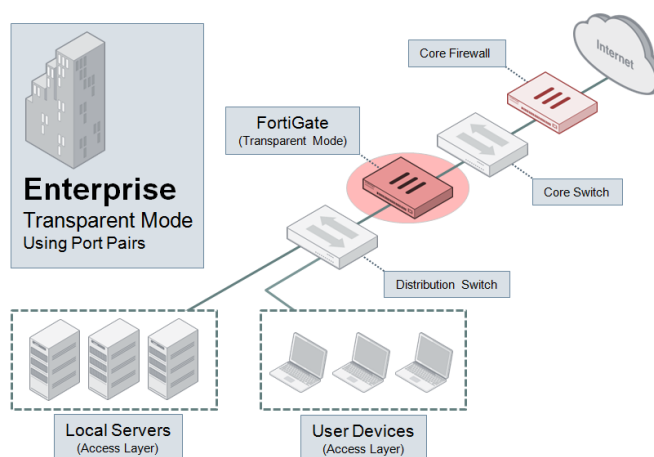 Internet
Core Firewall
FortiGate
(Transparent Mode)
Core Switch
Enterprise
Transparent Mode
Using Port Pairs
Distribution Switch
Local Servers
(Access Layer)
User Devices
(Access Layer)